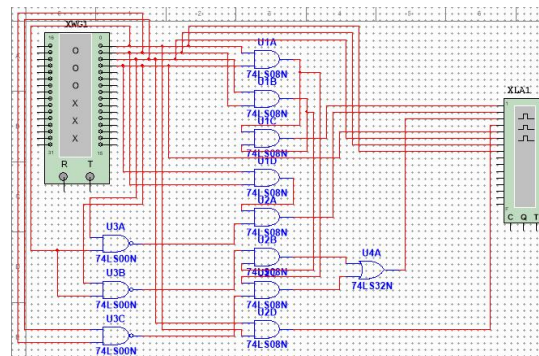 XWG1
O
O
O
X
X
X
R T
U1A
74LS08N
U1B
74LS08N
U1C
74LS08N
U1D
74LS08N
U2A
74LS08N
U2B
74LS08N
74LS08N
U2D
74LS08N
U3A
74LS00N
U3B
74LS00N
U3C
74LS00N
U4A
74LS32N
XLA1
C Q T